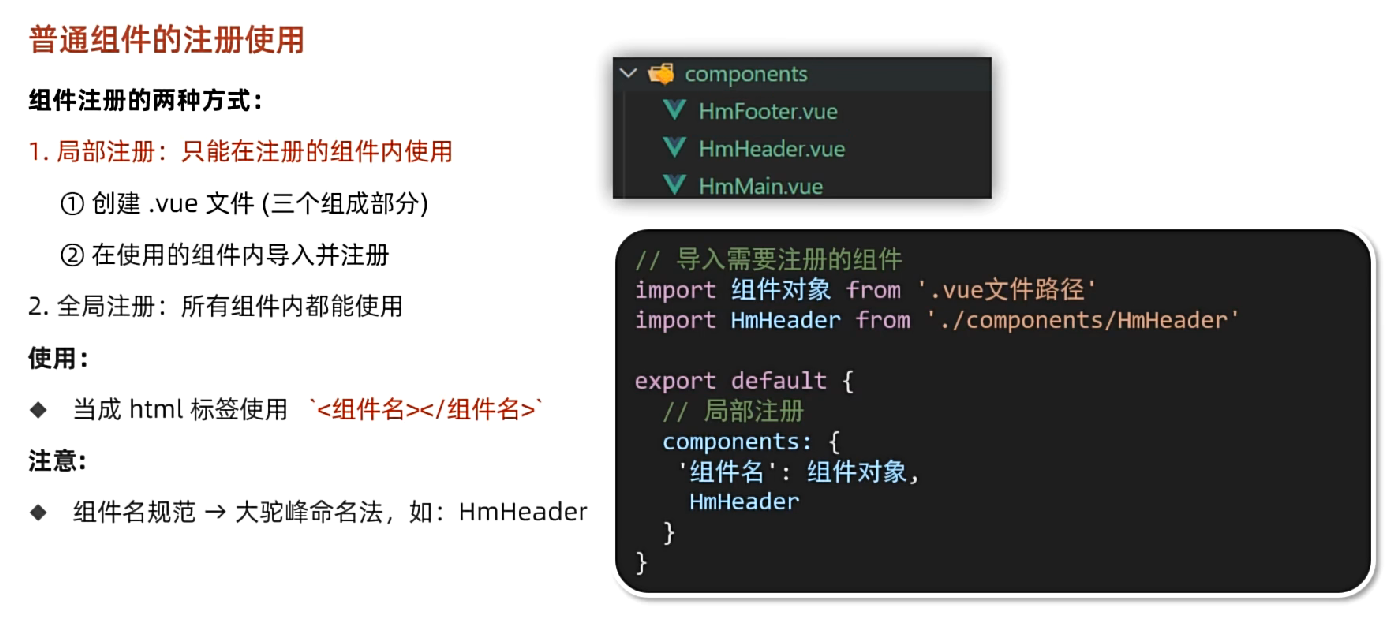 普通组件的注册使用
组件注册的两种方式：
1. 局部注册：只能在注册的组件内使用
① 创建 .vue 文件 (三个组成部分)
② 在使用的组件内导入并注册
2. 全局注册：所有组件内都能使用
使用：
◆ 当成 html 标签使用 `<组件名></组件名>`
注意：
◆ 组件名规范 → 大驼峰命名法，如：HmHeader
components
HmFooter.vue
HmHeader.vue
HmMain.vue
// 导入需要注册的组件
import 组件对象 from '.vue文件路径'
import HmHeader from './components/HmHeader'
export default {
// 局部注册
components: {
'组件名': 组件对象,
HmHeader
}
}